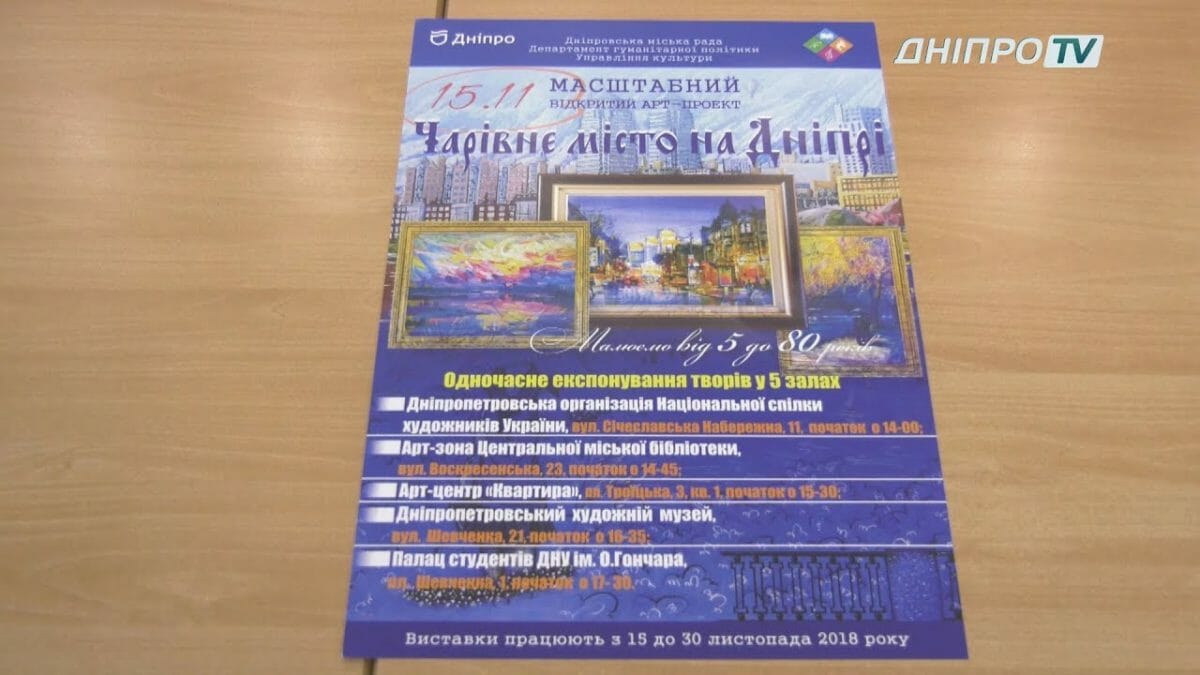 Дніпро
Дніпровська міська рада
Департамент гуманітарної політики
Управління культури
ДНІПРО TV
15.11
МАСШТАБНИЙ
ВІДКРИТИЙ АРТ-ПРОЕКТ
Чарівне місто на Дніпрі
Малюємо від 5 до 80 років
Одночасне експонування творів у 5 залах
Дніпропетровська організація Національної спілки
художників України, вул. Січеславська Набережна, 11, початок о 14-00;
Арт-зона Центральної міської бібліотеки,
вул. Воскресенська, 23, початок о 14-45;
Арт-центр «Квартира», пл. Троїцька, 3, кв. 1, початок о 15-30;
Дніпропетровський художній музей,
вул. Шевченка, 21, початок о 16-35;
Палац студентів ДНУ ім. О.Гончара,
пл. Шевченка, 1, початок о 17-30.
Виставки працюють з 15 до 30 листопада 2018 року